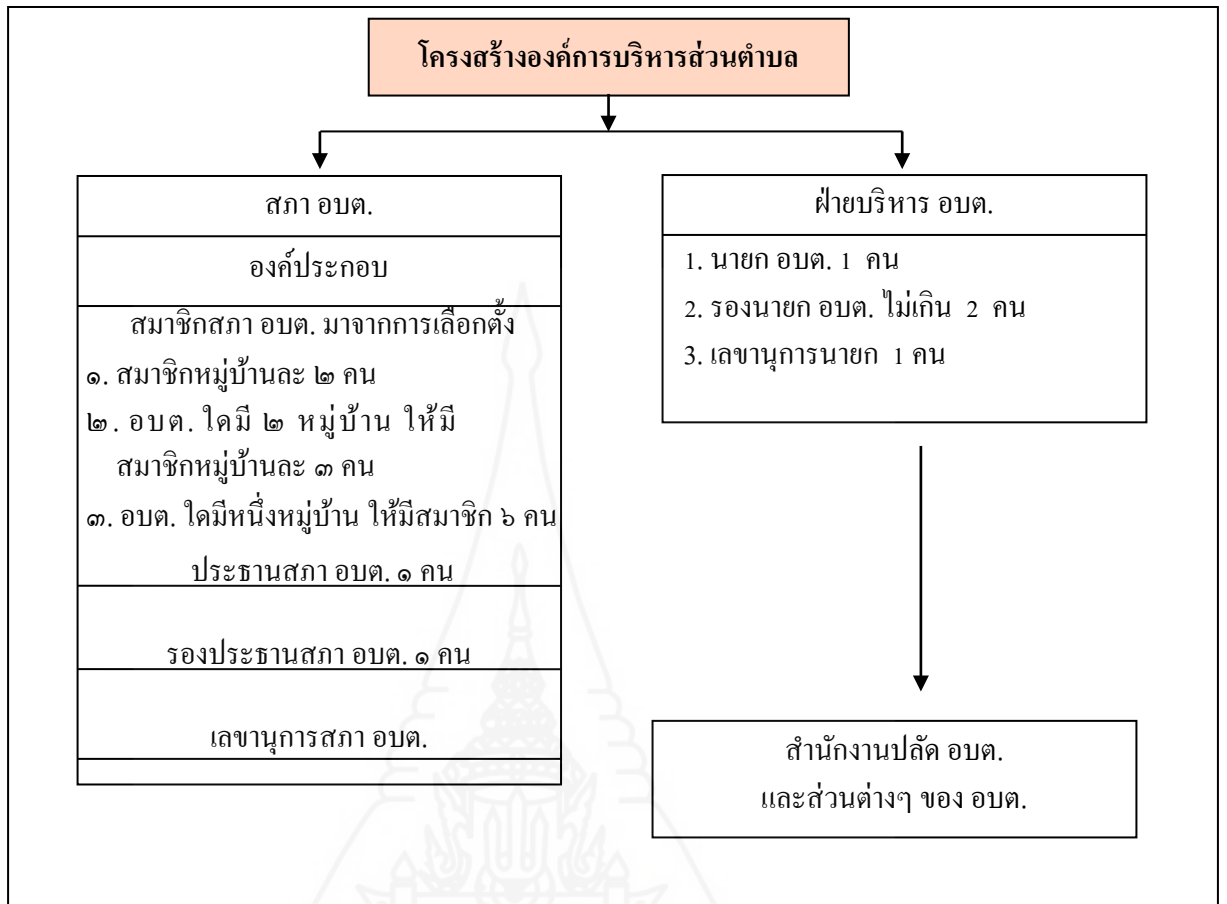 โครงสร้างองค์การบริหารส่วนตำบล
สภา อบต.
องค์ประกอบ
สมาชิกสภา อบต. มาจากการเลือกตั้ง
๑. สมาชิกหมู่บ้านละ ๒ คน
๒. อบต. ใดมี ๒ หมู่บ้าน ให้มี
สมาชิกหมู่บ้านละ ๓ คน
๓. อบต. ใดมีหนึ่งหมู่บ้าน ให้มีสมาชิก ๖ คน
ประธานสภา อบต. ๑ คน
รองประธานสภา อบต. ๑ คน
เลขานุการสภา อบต.
ฝ่ายบริหาร อบต.
1. นายก อบต. 1 คน
2. รองนายก อบต. ไม่เกิน 2 คน
3. เลขานุการนายก 1 คน
สำนักงานปลัด อบต.
และส่วนต่างๆ ของ อบต.